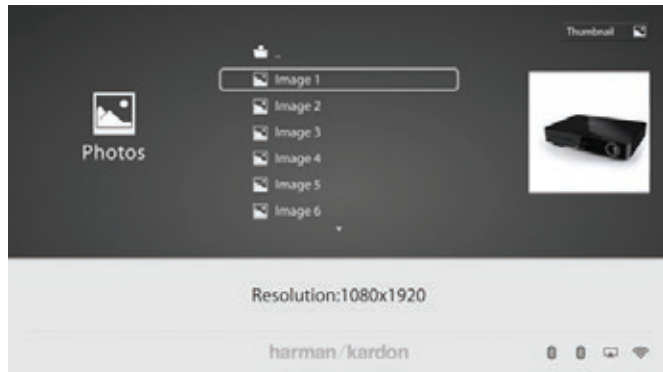 Thumbnail
..
Image 1
Image 2
Image 3
Image 4
Image 5
Image 6
Photos
Resolution:1080x1920
harman/kardon